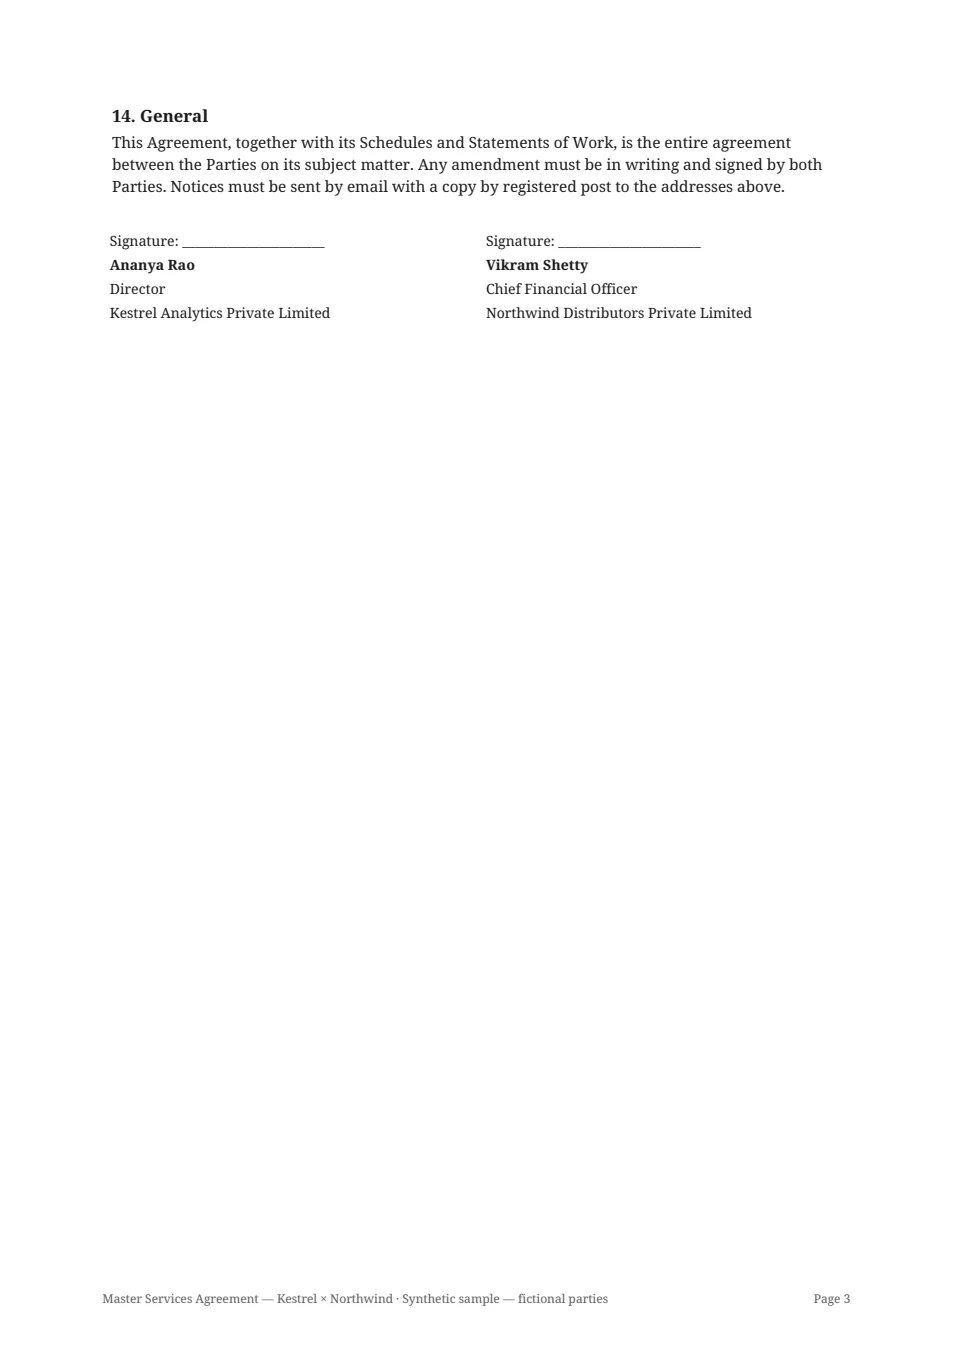 14. General
This Agreement, together with its Schedules and Statements of Work, is the entire agreement
between the Parties on its subject matter. Any amendment must be in writing and signed by both
Parties. Notices must be sent by email with a copy by registered post to the addresses above.
Signature: ____________________
Ananya Rao
Director
Kestrel Analytics Private Limited
Signature: ____________________
Vikram Shetty
Chief Financial Officer
Northwind Distributors Private Limited
Master Services Agreement — Kestrel × Northwind · Synthetic sample — fictional parties
Page 3